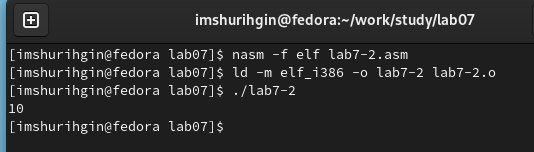 imshurihgin@fedora:~/work/study/lab07
[imshurihgin@fedora lab07]$ nasm -f elf lab7-2.asm
[imshurihgin@fedora lab07]$ ld -m elf_i386 -o lab7-2 lab7-2.o
[imshurihgin@fedora lab07]$ ./lab7-2
10
[imshurihgin@fedora lab07]$